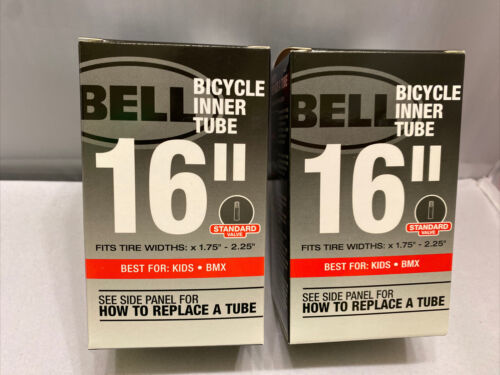 BELL
BICYCLE
INNER
TUBE
16"
STANDARD
VALVE
FITS TIRE WIDTHS: x 1.75" - 2.25"
BEST FOR: KIDS • BMX
SEE SIDE PANEL FOR
HOW TO REPLACE A TUBE
BELL
BICYCLE
INNER
TUBE
16"
STANDARD
VALVE
FITS TIRE WIDTHS: x 1.75" - 2.25"
BEST FOR: KIDS • BMX
SEE SIDE PANEL FOR
HOW TO REPLACE A TUBE